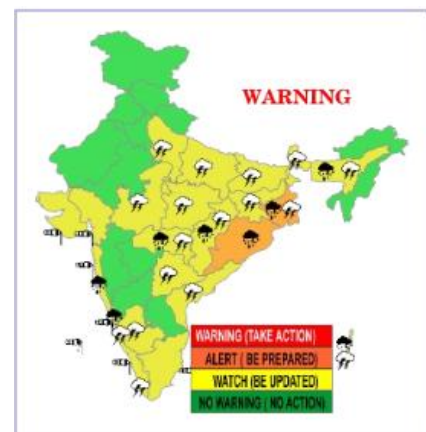 WARNING
WARNING (TAKE ACTION)
ALERT ( BE PREPARED)
WATCH (BE UPDATED)
NO WARNING ( NO ACTION)